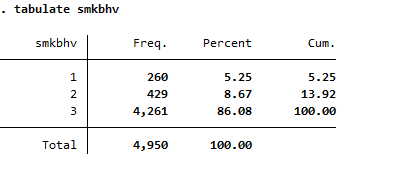 . tabulate smkbhv
smkbhv Freq. Percent Cum.
1 260 5.25 5.25
2 429 8.67 13.92
3 4,261 86.08 100.00
Total 4,950 100.00